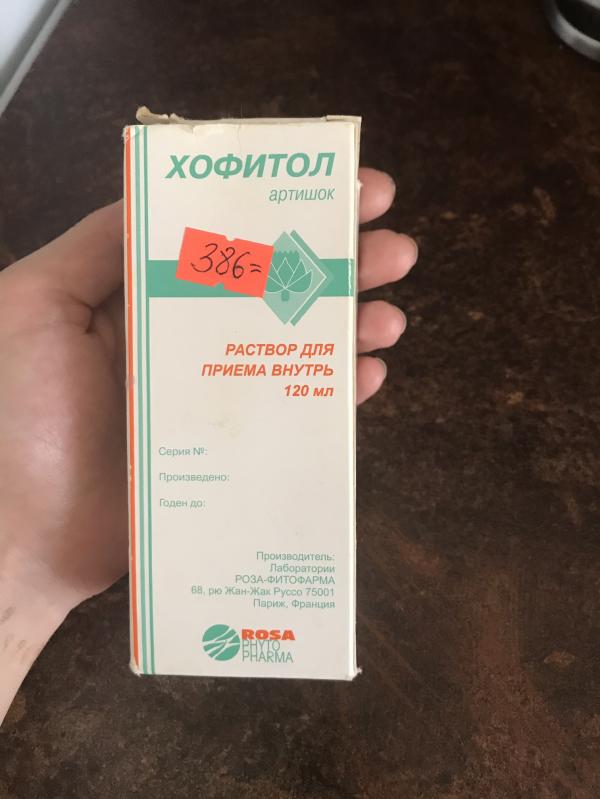 ХОФИТОЛ
артишок
386=
РАСТВОР ДЛЯ
ПРИЕМА ВНУТРЬ
120 мл
Серия №:
Произведено:
Годен до:
Производитель:
Лаборатории
РОЗА-ФИТОФАРМА
68, рю Жан-Жак Руссо 75001
Париж, Франция
ROSA
PHYTO
PHARMA